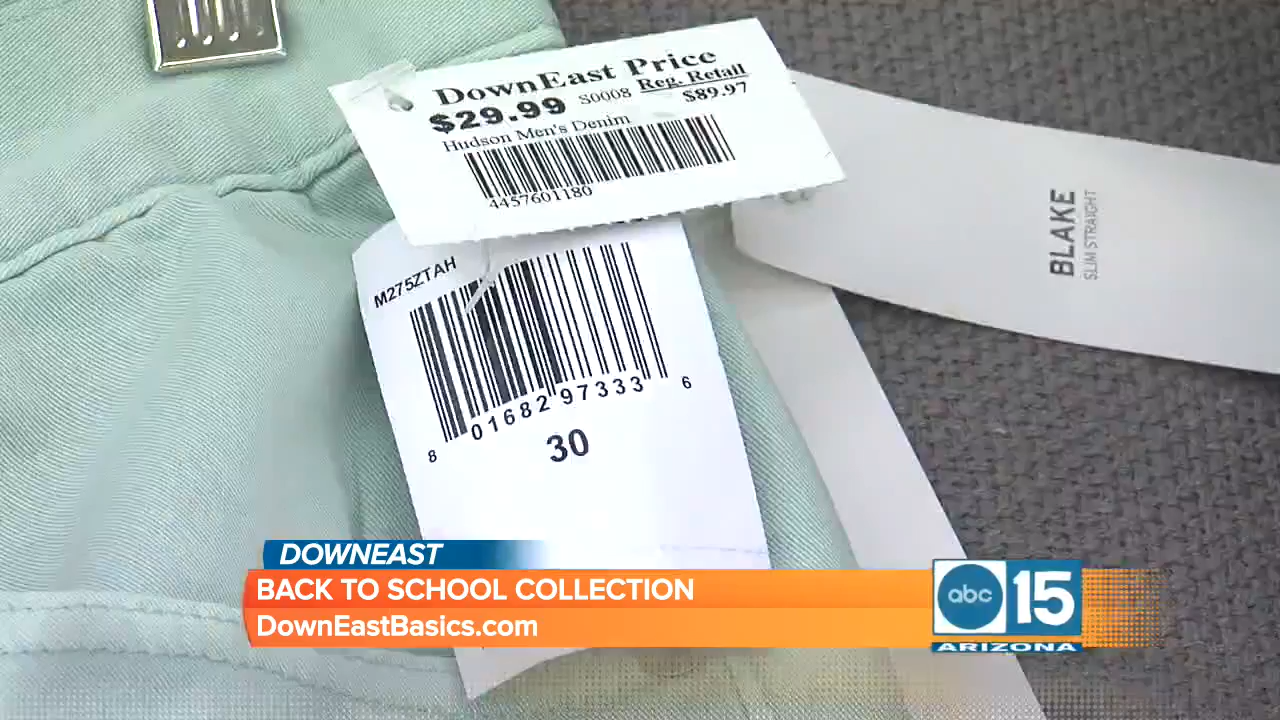 DownEast Price
$29.99 S0008 Reg. Retail
$89.97
Hudson Men's Denim
4457601180
M275ZTAH
8 01682 97333 6
30
BLAKE
SLIM STRAIGHT
DOWNEAST
BACK TO SCHOOL COLLECTION
DownEastBasics.com
abc 15
ARIZONA